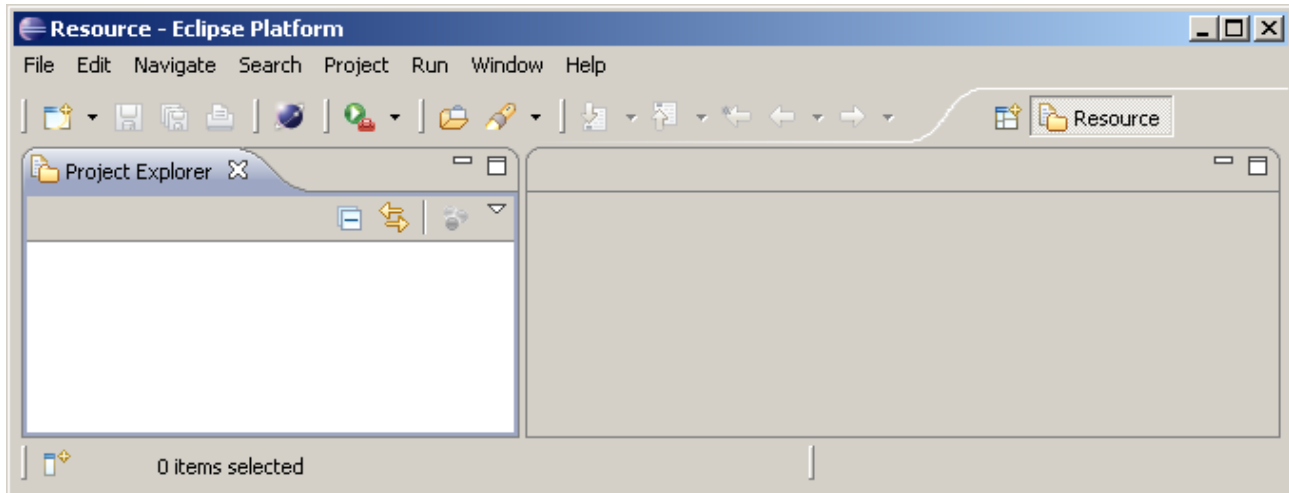 Resource - Eclipse Platform
File Edit Navigate Search Project Run Window Help
Resource
Project Explorer
0 items selected